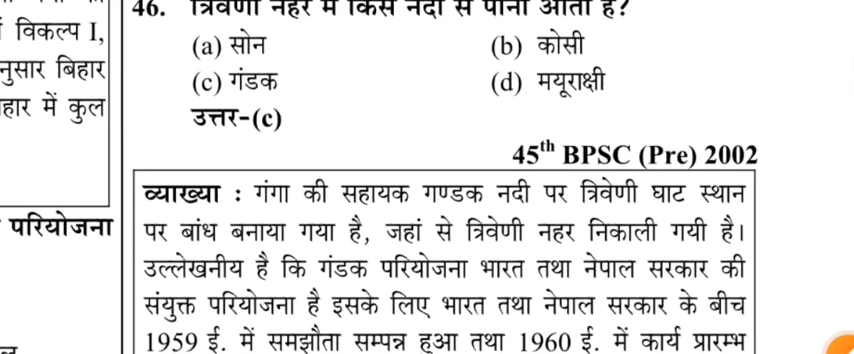 विकल्प I,
नुसार बिहार
हार में कुल
परियोजना
46. त्रिवेणी नहर में किस नदी से पानी आता है?
(a) सोन (b) कोसी
(c) गंडक (d) मयूराक्षी
उत्तर-(c)
45th BPSC (Pre) 2002
व्याख्या : गंगा की सहायक गण्डक नदी पर त्रिवेणी घाट स्थान
पर बांध बनाया गया है, जहां से त्रिवेणी नहर निकाली गयी है।
उल्लेखनीय है कि गंडक परियोजना भारत तथा नेपाल सरकार की
संयुक्त परियोजना है इसके लिए भारत तथा नेपाल सरकार के बीच
1959 ई. में समझौता सम्पन्न हुआ तथा 1960 ई. में कार्य प्रारम्भ